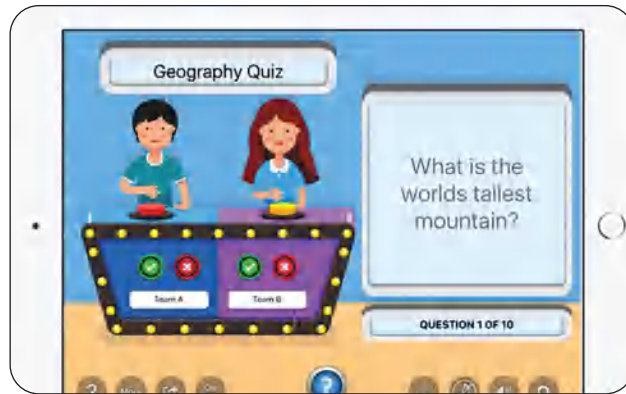 Geography Quiz
What is the
worlds tallest
mountain?
Team A
Team B
QUESTION 1 OF 10
?
?